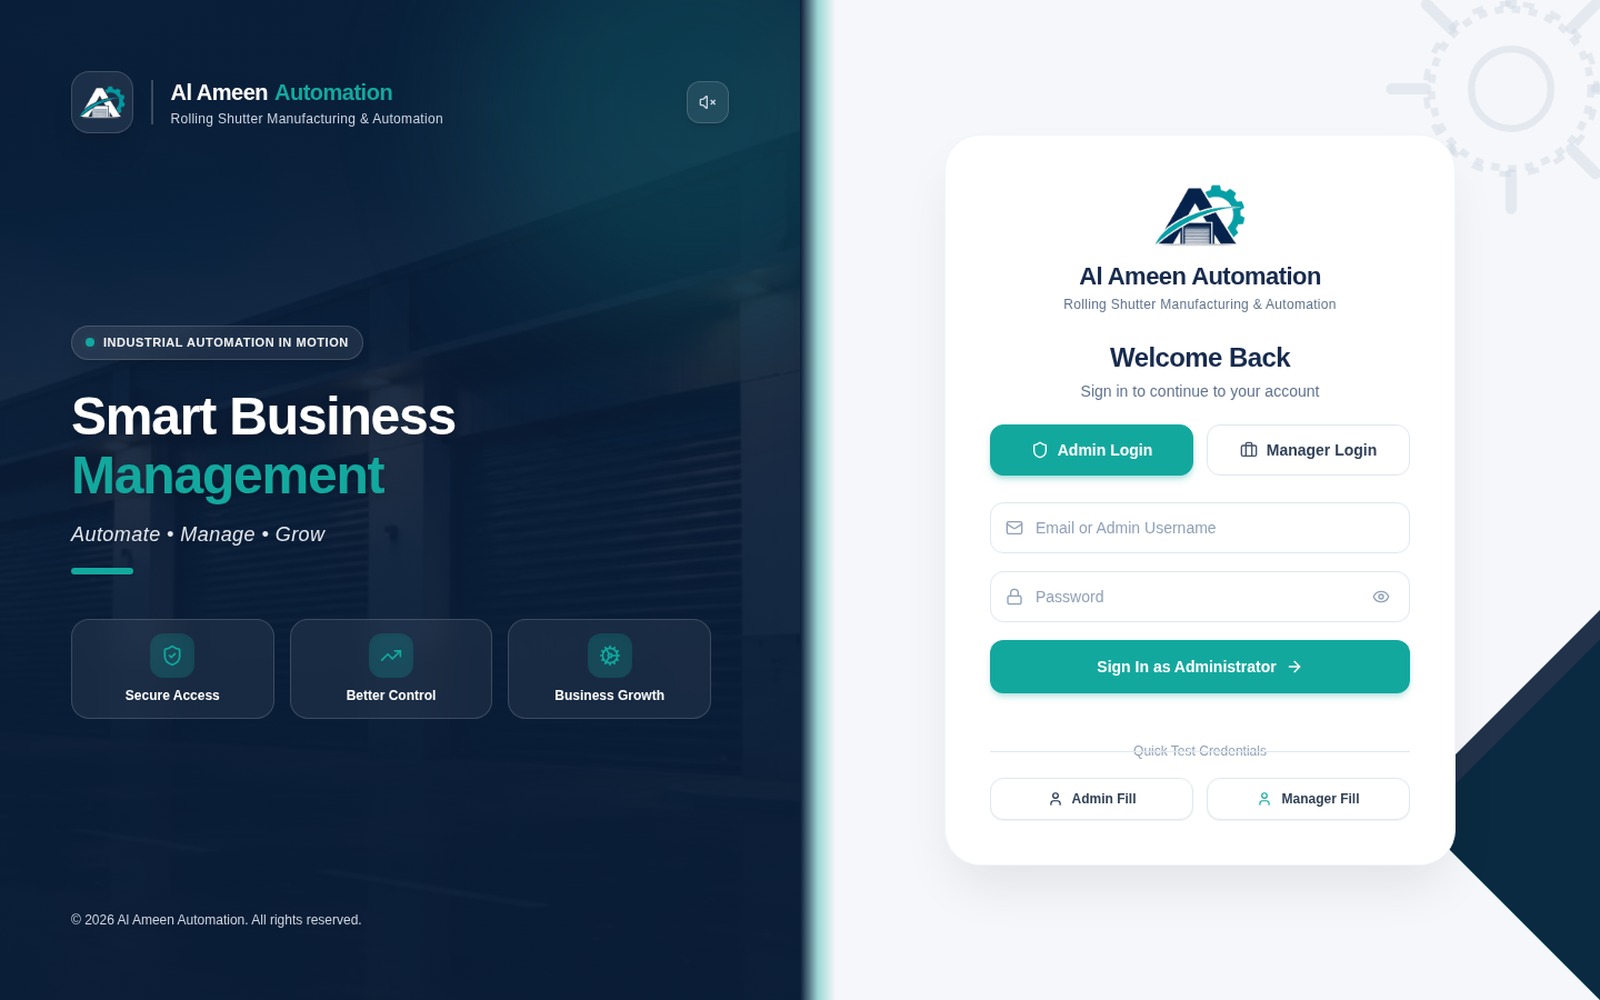 Al Ameen Automation
Rolling Shutter Manufacturing & Automation
INDUSTRIAL AUTOMATION IN MOTION
Smart Business
Management
Automate • Manage • Grow
Secure Access
Better Control
Business Growth
© 2026 Al Ameen Automation. All rights reserved.
Al Ameen Automation
Rolling Shutter Manufacturing & Automation
Welcome Back
Sign in to continue to your account
Admin Login
Manager Login
Email or Admin Username
Password
Sign In as Administrator
Quick Test Credentials
Admin Fill
Manager Fill